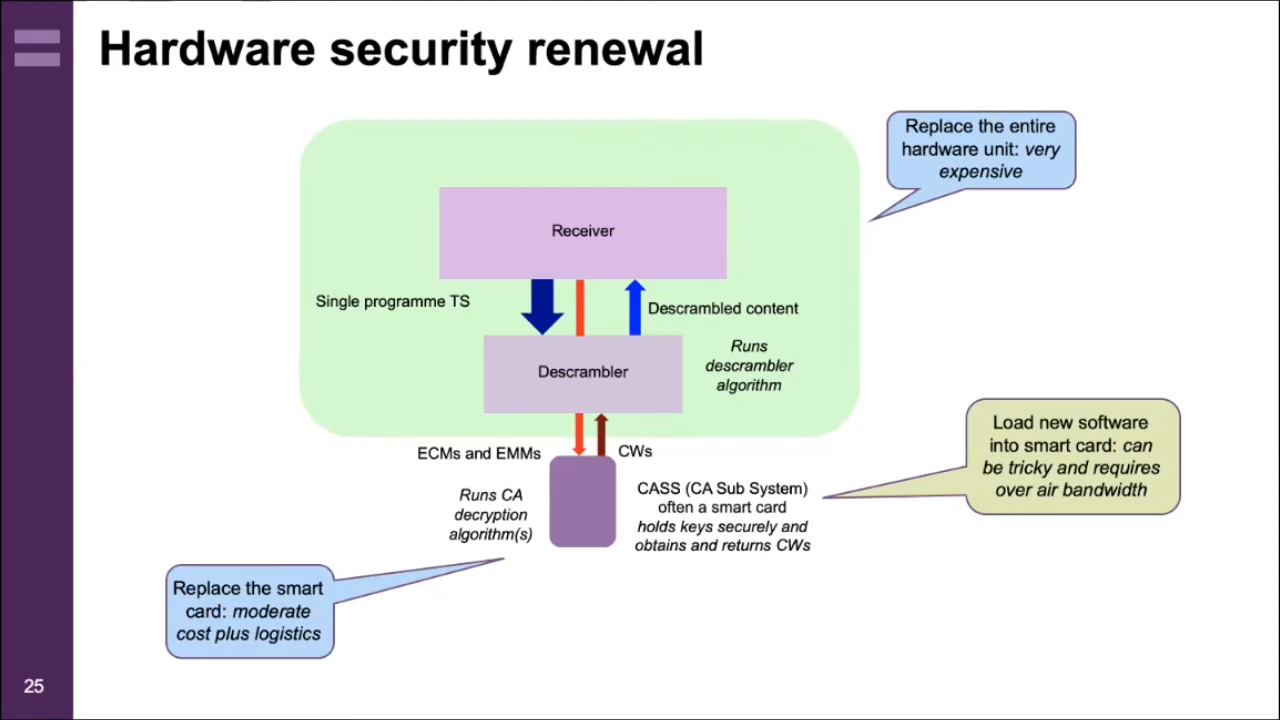 Hardware security renewal
Replace the entire
hardware unit: very
expensive
Receiver
Single programme TS
Descrambled content
Descrambler
Runs
descrambler
algorithm
ECMs and EMMs
CWs
Runs CA
decryption
algorithm(s)
CASS (CA Sub System)
often a smart card
holds keys securely and
obtains and returns CWs
Load new software
into smart card: can
be tricky and requires
over air bandwidth
Replace the smart
card: moderate
cost plus logistics
25